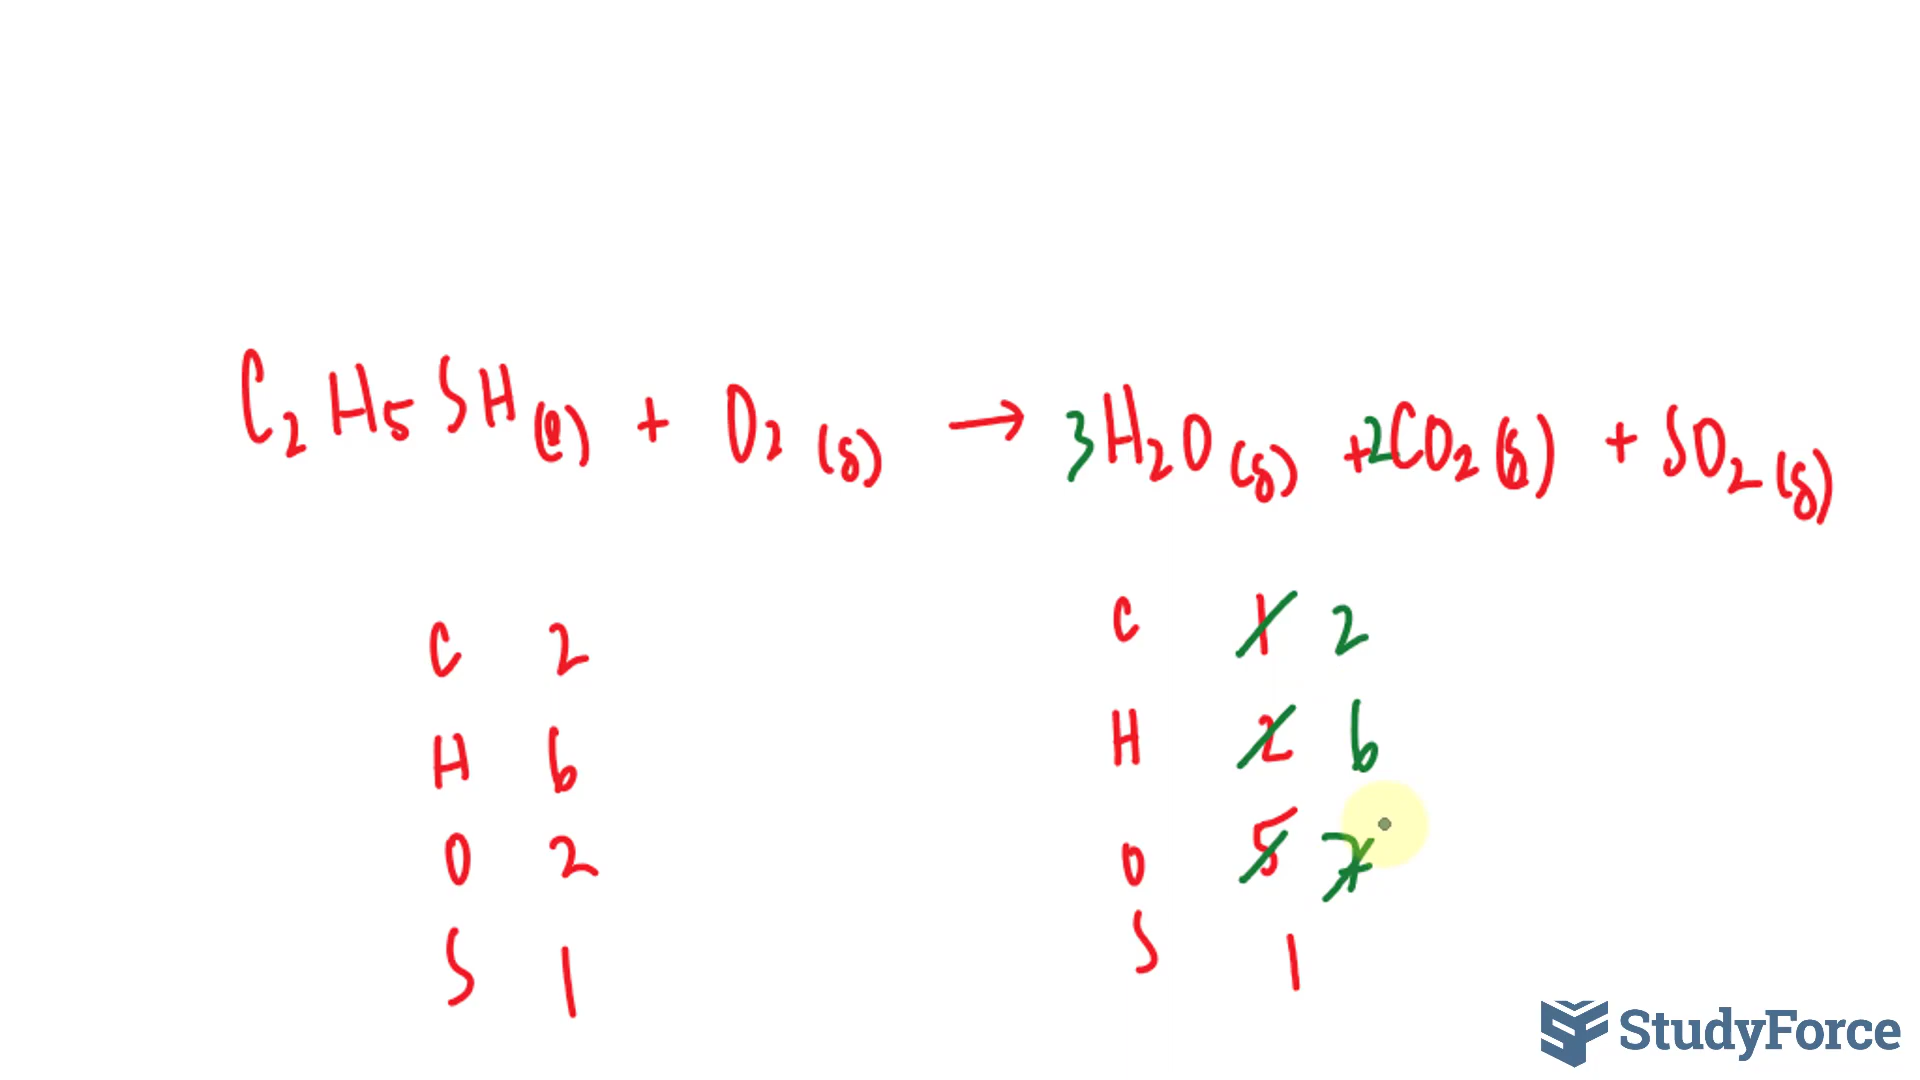 C₂H₅SH(l) + O₂(g) → 3H₂O(g) + 2CO₂(g) + SO₂(g)
C 2 C 1 2
H 6 H 2 6
O 2 O 5 7
S 1 S 1
StudyForce